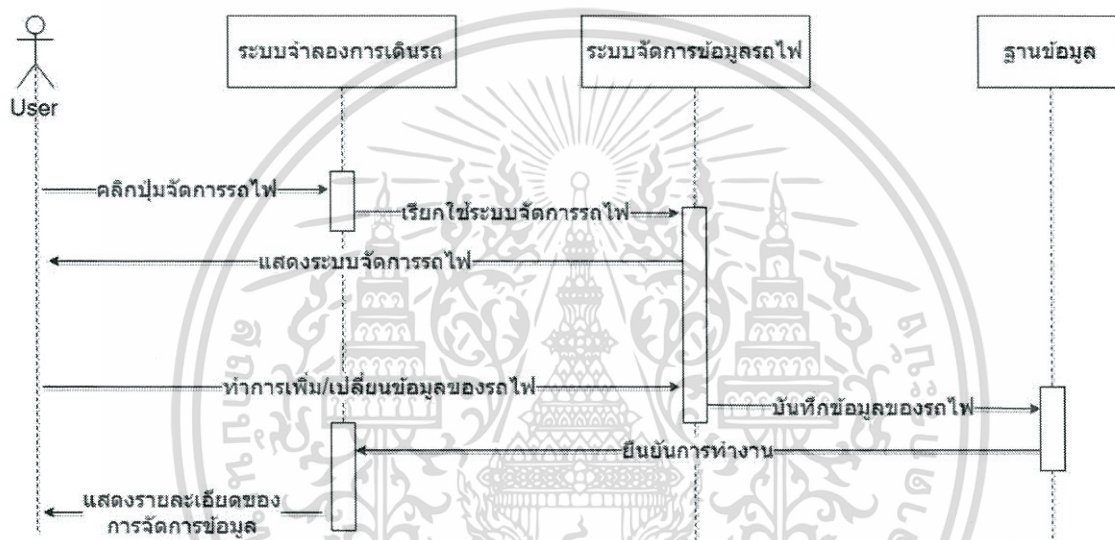 ระบบจำลองการเดินรถ
ระบบจัดการข้อมูลรถไฟ
ฐานข้อมูล
User
คลิกปุ่มจัดการรถไฟ
เรียกใช้ระบบจัดการรถไฟ
แสดงระบบจัดการรถไฟ
ทำการเพิ่ม/เปลี่ยนข้อมูลของรถไฟ
บันทึกข้อมูลของรถไฟ
ยืนยันการทำงาน
แสดงรายละเอียดของ
การจัดการข้อมูล